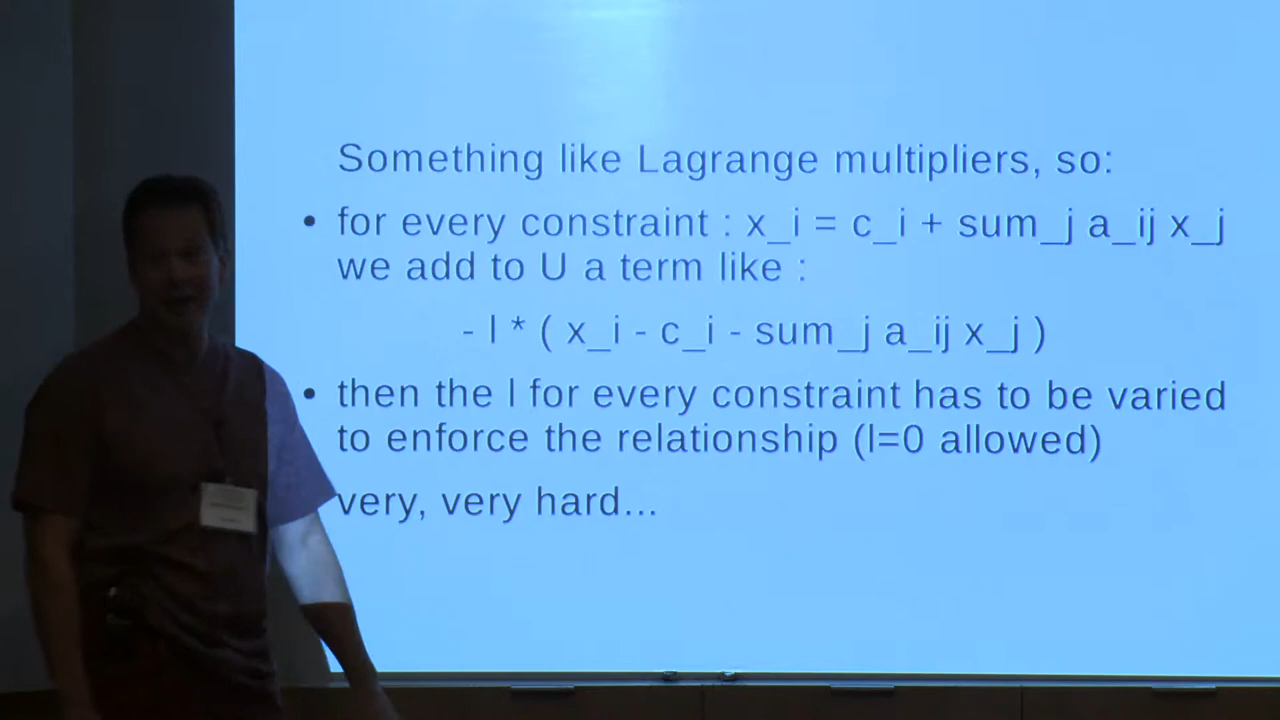 Something like Lagrange multipliers, so:
• for every constraint : x_i = c_i + sum_j a_ij x_j
we add to U a term like :
- l * ( x_i - c_i - sum_j a_ij x_j )
• then the l for every constraint has to be varied
to enforce the relationship (l=0 allowed)
very, very hard...